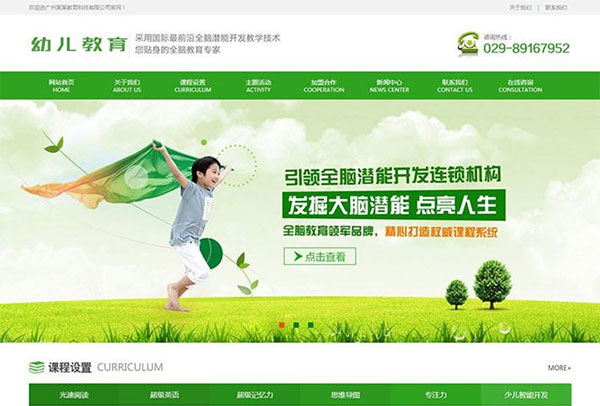 欢迎进广州某某教育科技有限公司官网！
关于我们 | 联系我们
幼儿教育
采用国际最前沿全脑潜能开发教学技术
您贴身的全脑教育专家
咨询热线：
029-89167952
网站首页 关于我们 课程设置 主题活动 加盟合作 新闻中心 联系我们 在线咨询
HOME ABOUT US CURRICULUM ACTIVITY COOPERATION NEWS CENTER CONTACT US CONSULTATION
引领全脑潜能开发连锁机构
发掘大脑潜能 点亮人生
全脑教育领军品牌，精心打造权威课程系统
点击查看
课程设置 CURRICULUM
MORE+
光速阅读 超级英语 超级记忆力 思维导图 专注力 少儿智能开发